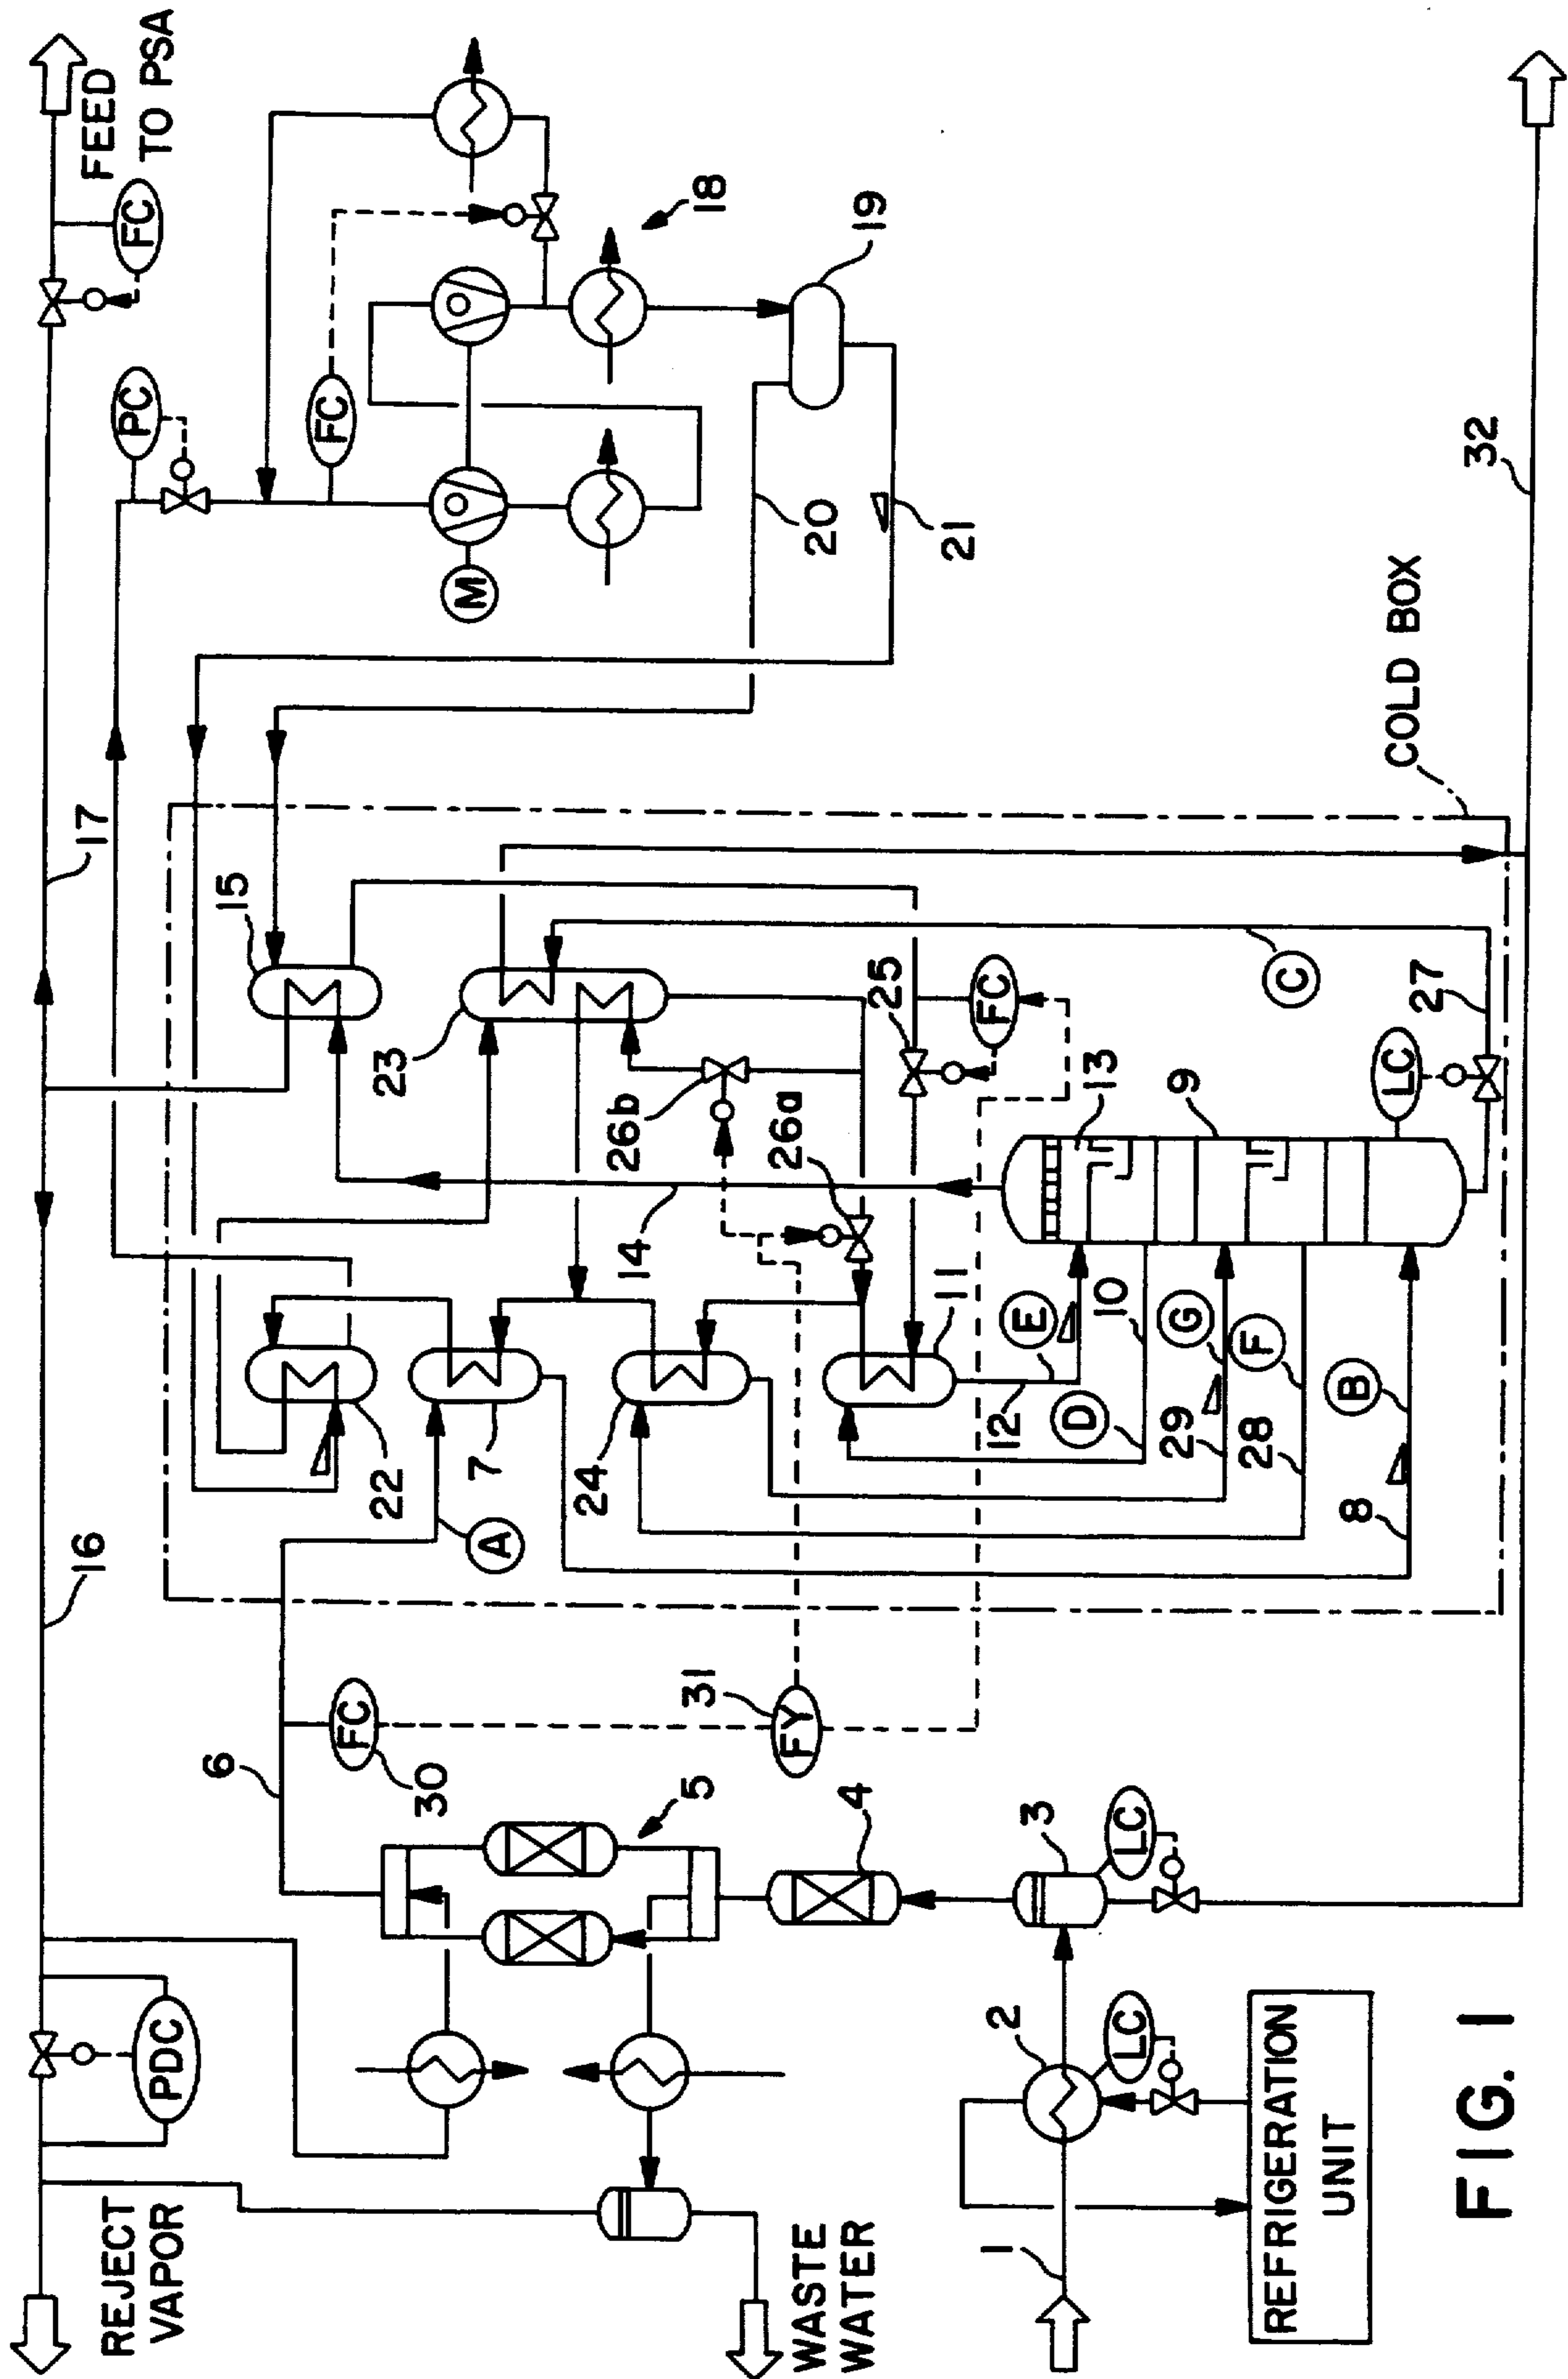 REJECT
VAPOR
PDC
16
17
FC
FEED
TO PSA
PC
FC
M
18
19
20
21
15
22
23
A
7
24
26b
26a
25
FC
14
11
12
E
D
10
13
9
29
G
28
F
8
B
LC
27
C
COLD BOX
32
6
FC
30
31
FY
5
4
3
LC
2
LC
1
REFRIGERATION
UNIT
WASTE
WATER
FIG. 1